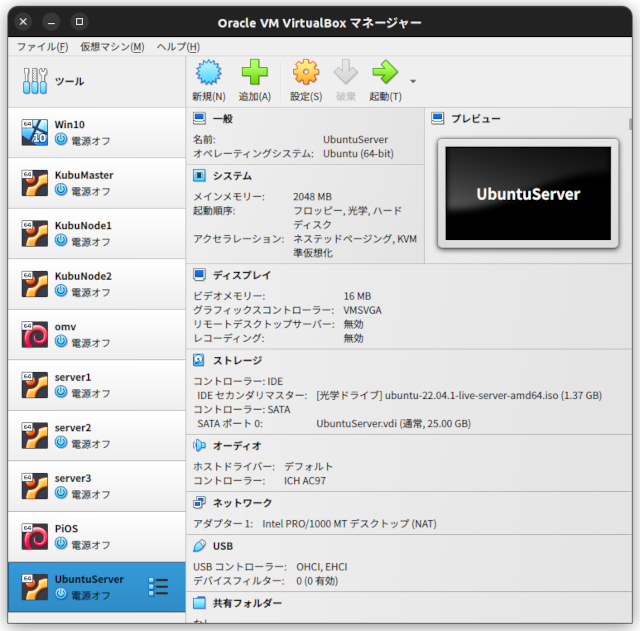 Oracle VM VirtualBox マネージャー
ファイル(F) 仮想マシン(M) ヘルプ(H)
ツール
新規(N) 追加(A) 設定(S) 破棄 起動(T)
64
Win10
10
電源オフ
64
KubuMaster
電源オフ
64
KubuNode1
電源オフ
64
KubuNode2
電源オフ
64
omv
電源オフ
64
server1
電源オフ
64
server2
電源オフ
64
server3
電源オフ
64
PiOS
電源オフ
64
UbuntuServer
電源オフ
一般
名前: UbuntuServer
オペレーティングシステム: Ubuntu (64-bit)
システム
メインメモリー: 2048 MB
起動順序: フロッピー, 光学, ハード
ディスク
アクセラレーション: ネステッドページング, KVM
準仮想化
プレビュー
UbuntuServer
ディスプレイ
ビデオメモリー: 16 MB
グラフィックスコントローラー: VMSVGA
リモートデスクトップサーバー: 無効
レコーディング: 無効
ストレージ
コントローラー: IDE
IDE セカンダリマスター: [光学ドライブ] ubuntu-22.04.1-live-server-amd64.iso (1.37 GB)
コントローラー: SATA
SATA ポート 0: UbuntuServer.vdi (通常, 25.00 GB)
オーディオ
ホストドライバー: デフォルト
コントローラー: ICH AC97
ネットワーク
アダプター 1: Intel PRO/1000 MT デスクトップ (NAT)
USB
USB コントローラー: OHCI, EHCI
デバイスフィルター: 0 (0 有効)
共有フォルダー